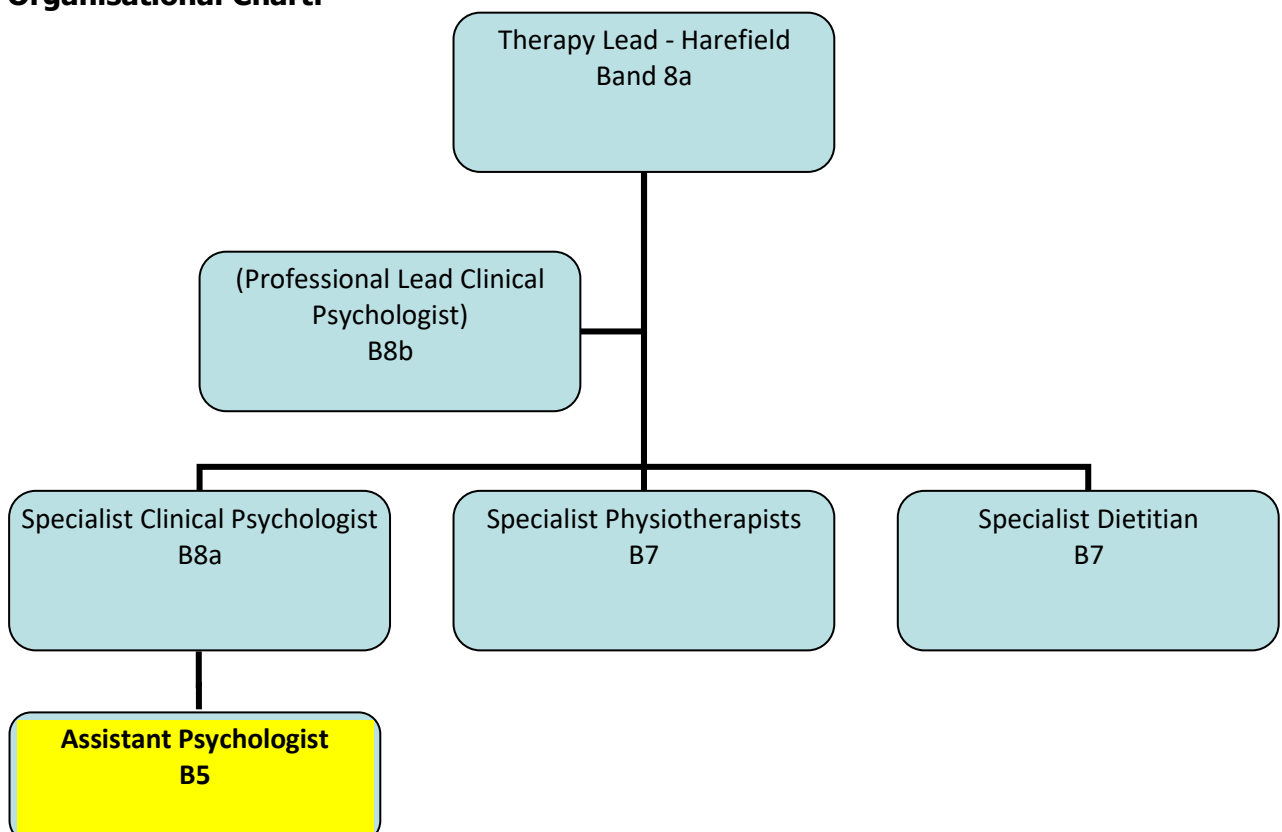 Organisational Chart:
Therapy Lead - Harefield
Band 8a
(Professional Lead Clinical
Psychologist)
B8b
Specialist Clinical Psychologist
B8a
Specialist Physiotherapists
B7
Specialist Dietitian
B7
Assistant Psychologist
B5